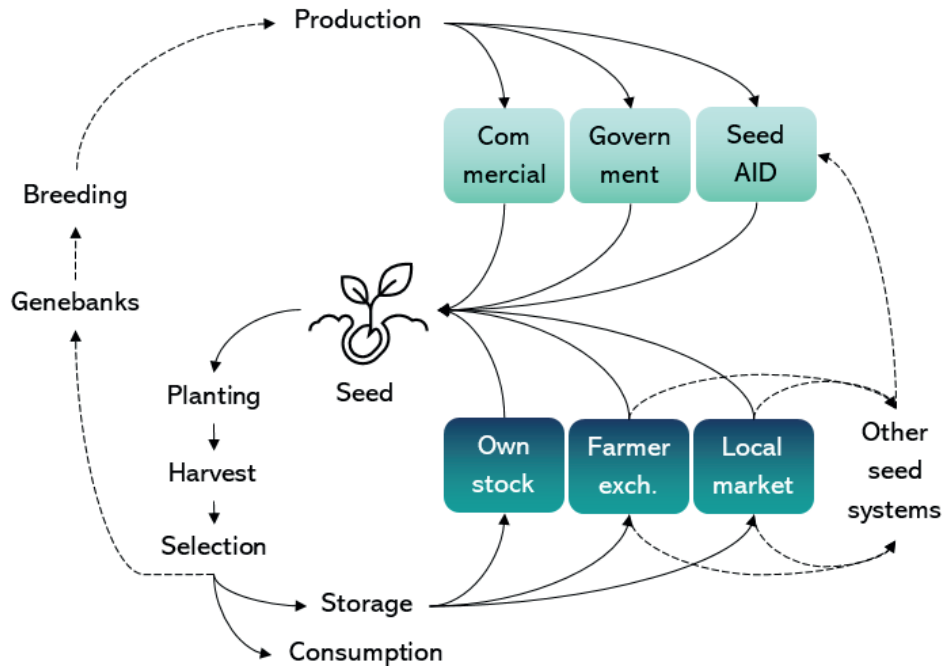 Production
Com
mercial
Govern
ment
Seed
AID
Breeding
Genebanks
Seed
Planting
Harvest
Selection
Storage
Consumption
Own
stock
Farmer
exch.
Local
market
Other
seed
systems